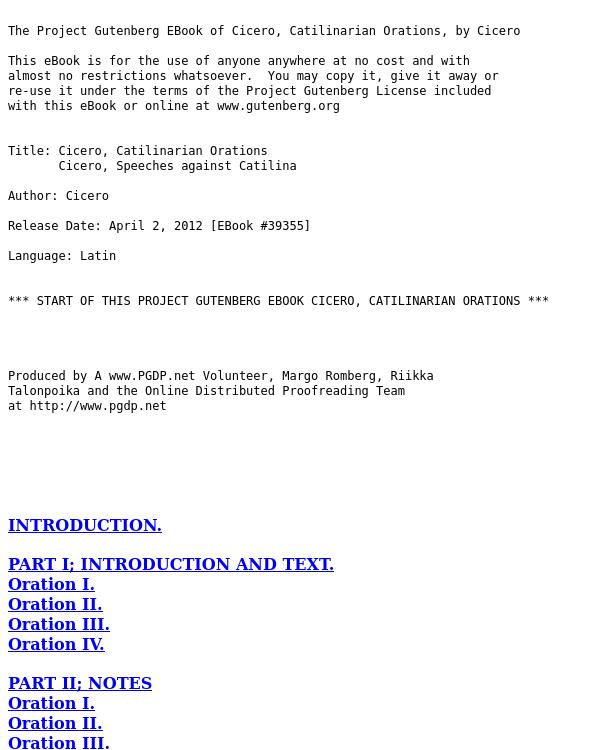 The Project Gutenberg EBook of Cicero, Catilinarian Orations, by Cicero
This eBook is for the use of anyone anywhere at no cost and with
almost no restrictions whatsoever.  You may copy it, give it away or
re-use it under the terms of the Project Gutenberg License included
with this eBook or online at www.gutenberg.org
Title: Cicero, Catilinarian Orations
Cicero, Speeches against Catilina
Author: Cicero
Release Date: April 2, 2012 [EBook #39355]
Language: Latin
*** START OF THIS PROJECT GUTENBERG EBOOK CICERO, CATILINARIAN ORATIONS ***
Produced by A www.PGDP.net Volunteer, Margo Romberg, Riikka
Talonpoika and the Online Distributed Proofreading Team
at http://www.pgdp.net
INTRODUCTION.
PART I; INTRODUCTION AND TEXT.
Oration I.
Oration II.
Oration III.
Oration IV.
PART II; NOTES
Oration I.
Oration II.
Oration III.